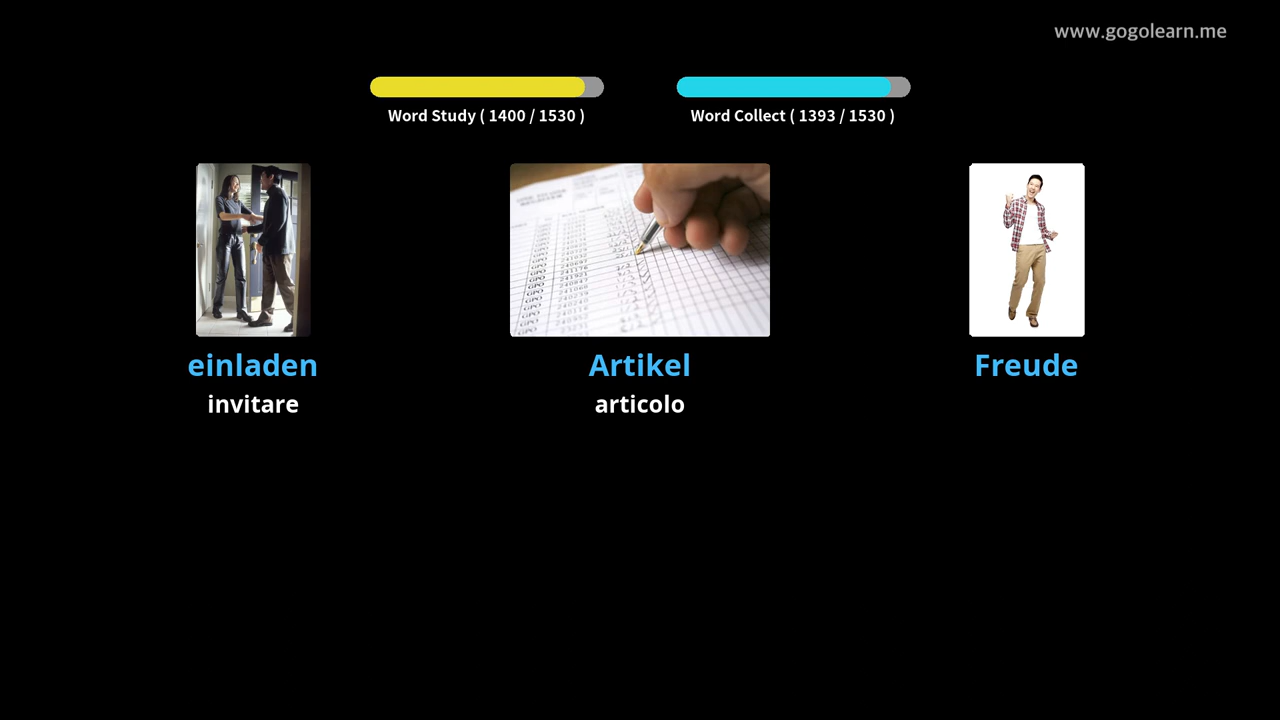 www.gogolearn.me
Word Study ( 1400 / 1530 )
Word Collect ( 1393 / 1530 )
einladen
invitare
Artikel
articolo
Freude